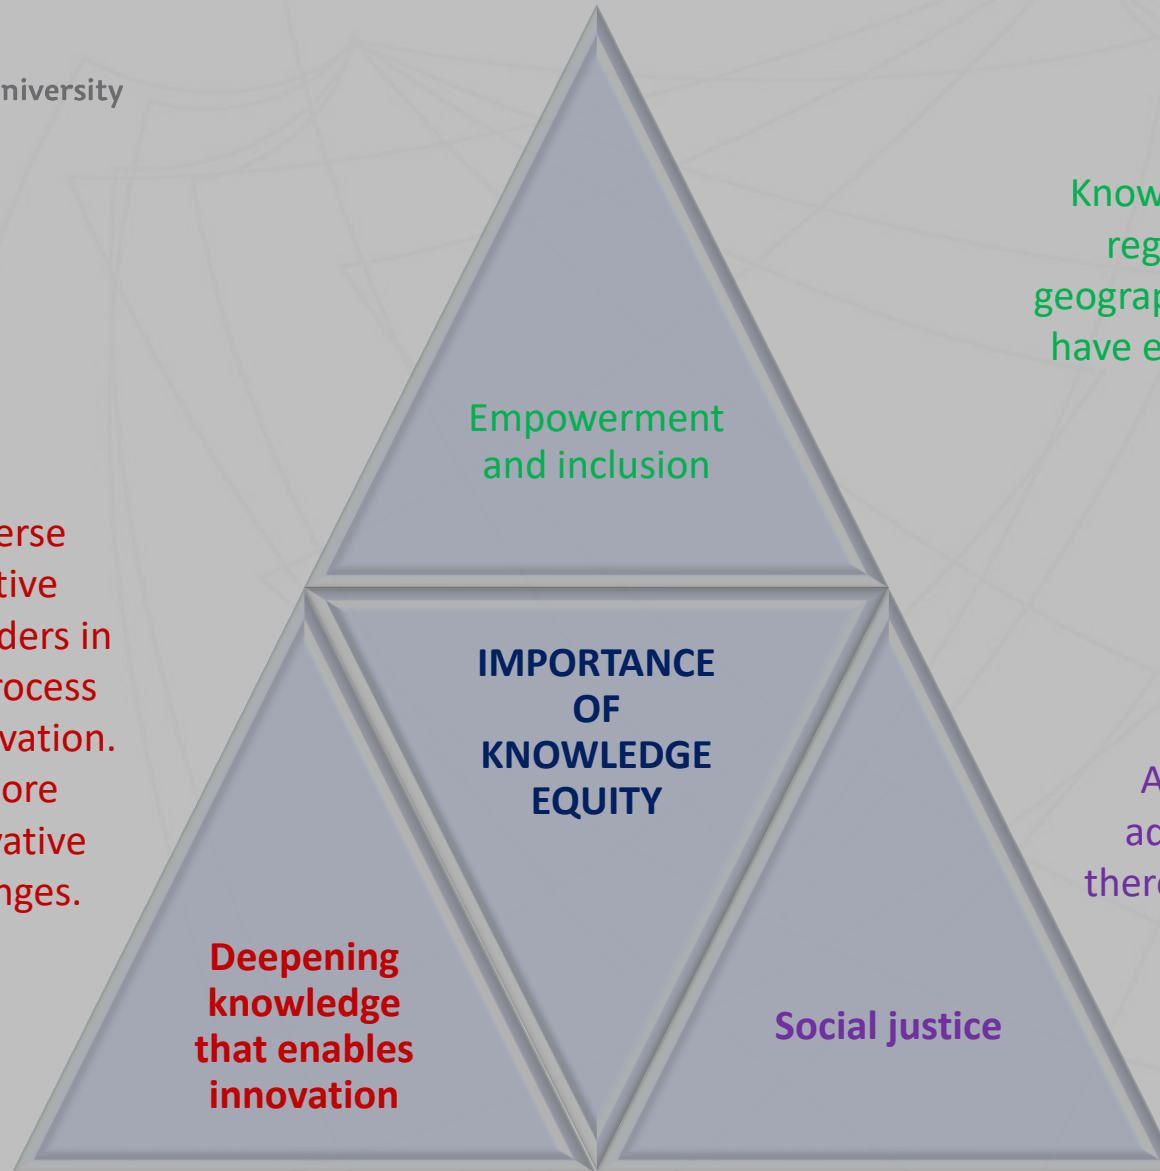 niversity
Know
reg
geograp
have e
Empowerment
and inclusion
erse
tive
ders in
rocess
vation.
ore
vative
nges.
IMPORTANCE
OF
KNOWLEDGE
EQUITY
A
ad
there
Deepening
knowledge
that enables
innovation
Social justice